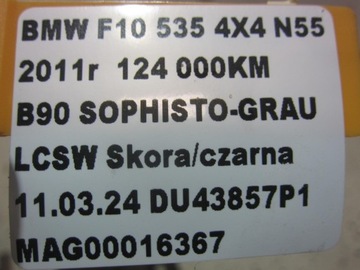 BMW F10 535 4X4 N55
2011r 124 000KM
B90 SOPHISTO-GRAU
LCSW Skora/czarna
11.03.24 DU43857P1
MAG00016367